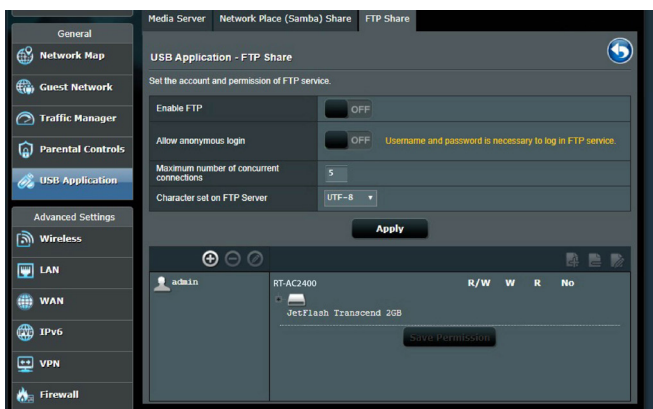 Media Server
Network Place (Samba) Share
FTP Share
General
Network Map
Guest Network
Traffic Manager
Parental Controls
USB Application
Advanced Settings
Wireless
LAN
WAN
IPv6
VPN
Firewall
USB Application - FTP Share
Set the account and permission of FTP service.
Enable FTP
OFF
Allow anonymous login
OFF
Username and password is necessary to log in FTP service.
Maximum number of concurrent
connections
5
Character set on FTP Server
UTF-8
Apply
admin
RT-AC2400
R/W W R No
JetFlash Transcend 2GB
Save Permission